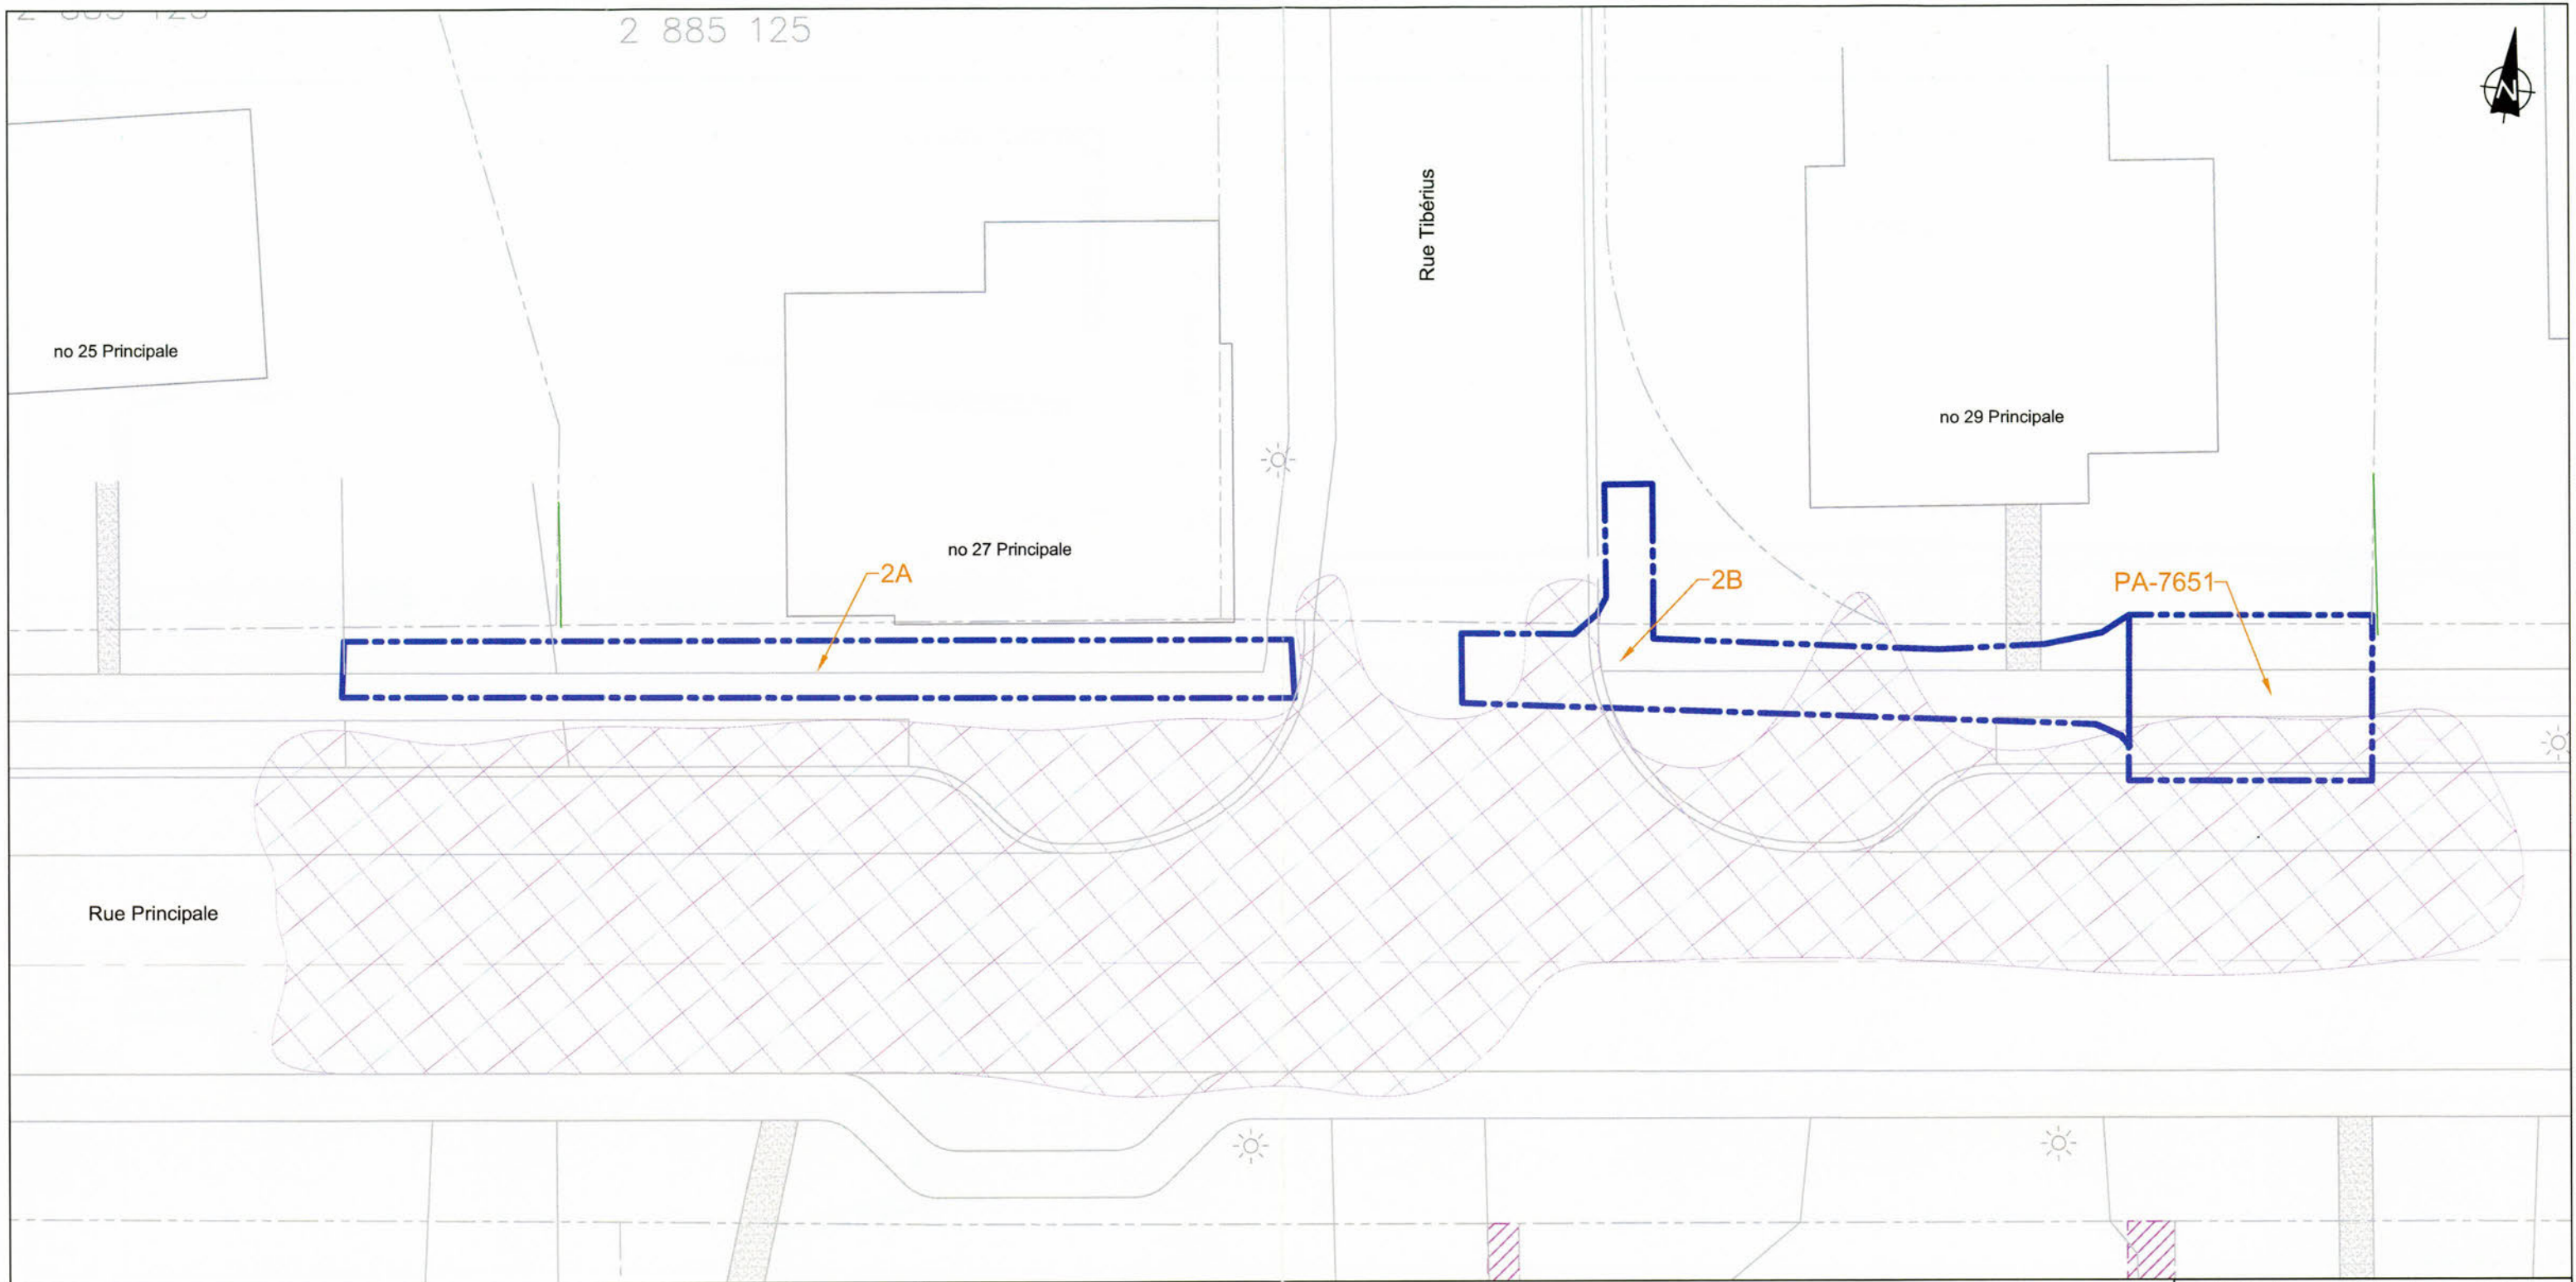 2 885 125
N
Rue Tibérius
no 25 Principale
no 29 Principale
no 27 Principale
2A
2B
PA-7651
Rue Principale